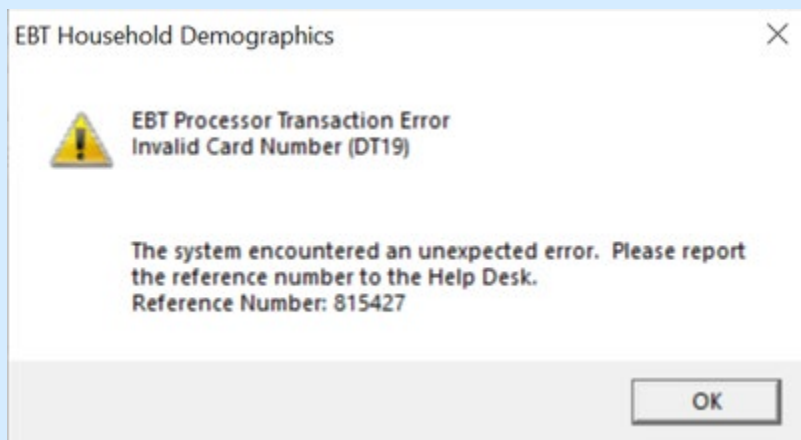 EBT Household Demographics
EBT Processor Transaction Error
Invalid Card Number (DT19)
The system encountered an unexpected error.  Please report
the reference number to the Help Desk.
Reference Number: 815427
OK